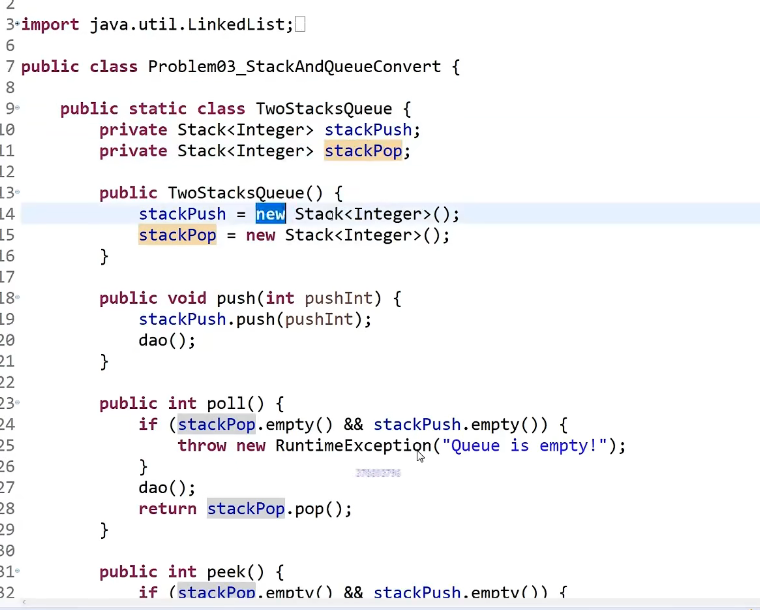 2
3 import java.util.LinkedList;
6
7 public class Problem03_StackAndQueueConvert {
8
9 public static class TwoStacksQueue {
10 private Stack<Integer> stackPush;
11 private Stack<Integer> stackPop;
12
13 public TwoStacksQueue() {
14 stackPush = new Stack<Integer>();
15 stackPop = new Stack<Integer>();
16 }
17
18 public void push(int pushInt) {
19 stackPush.push(pushInt);
20 dao();
21 }
22
23 public int poll() {
24 if (stackPop.empty() && stackPush.empty()) {
25 throw new RuntimeException("Queue is empty!");
26 }
27 dao();
28 return stackPop.pop();
29 }
30
31 public int peek() {
32 if (stackPop.empty() && stackPush.empty()) {